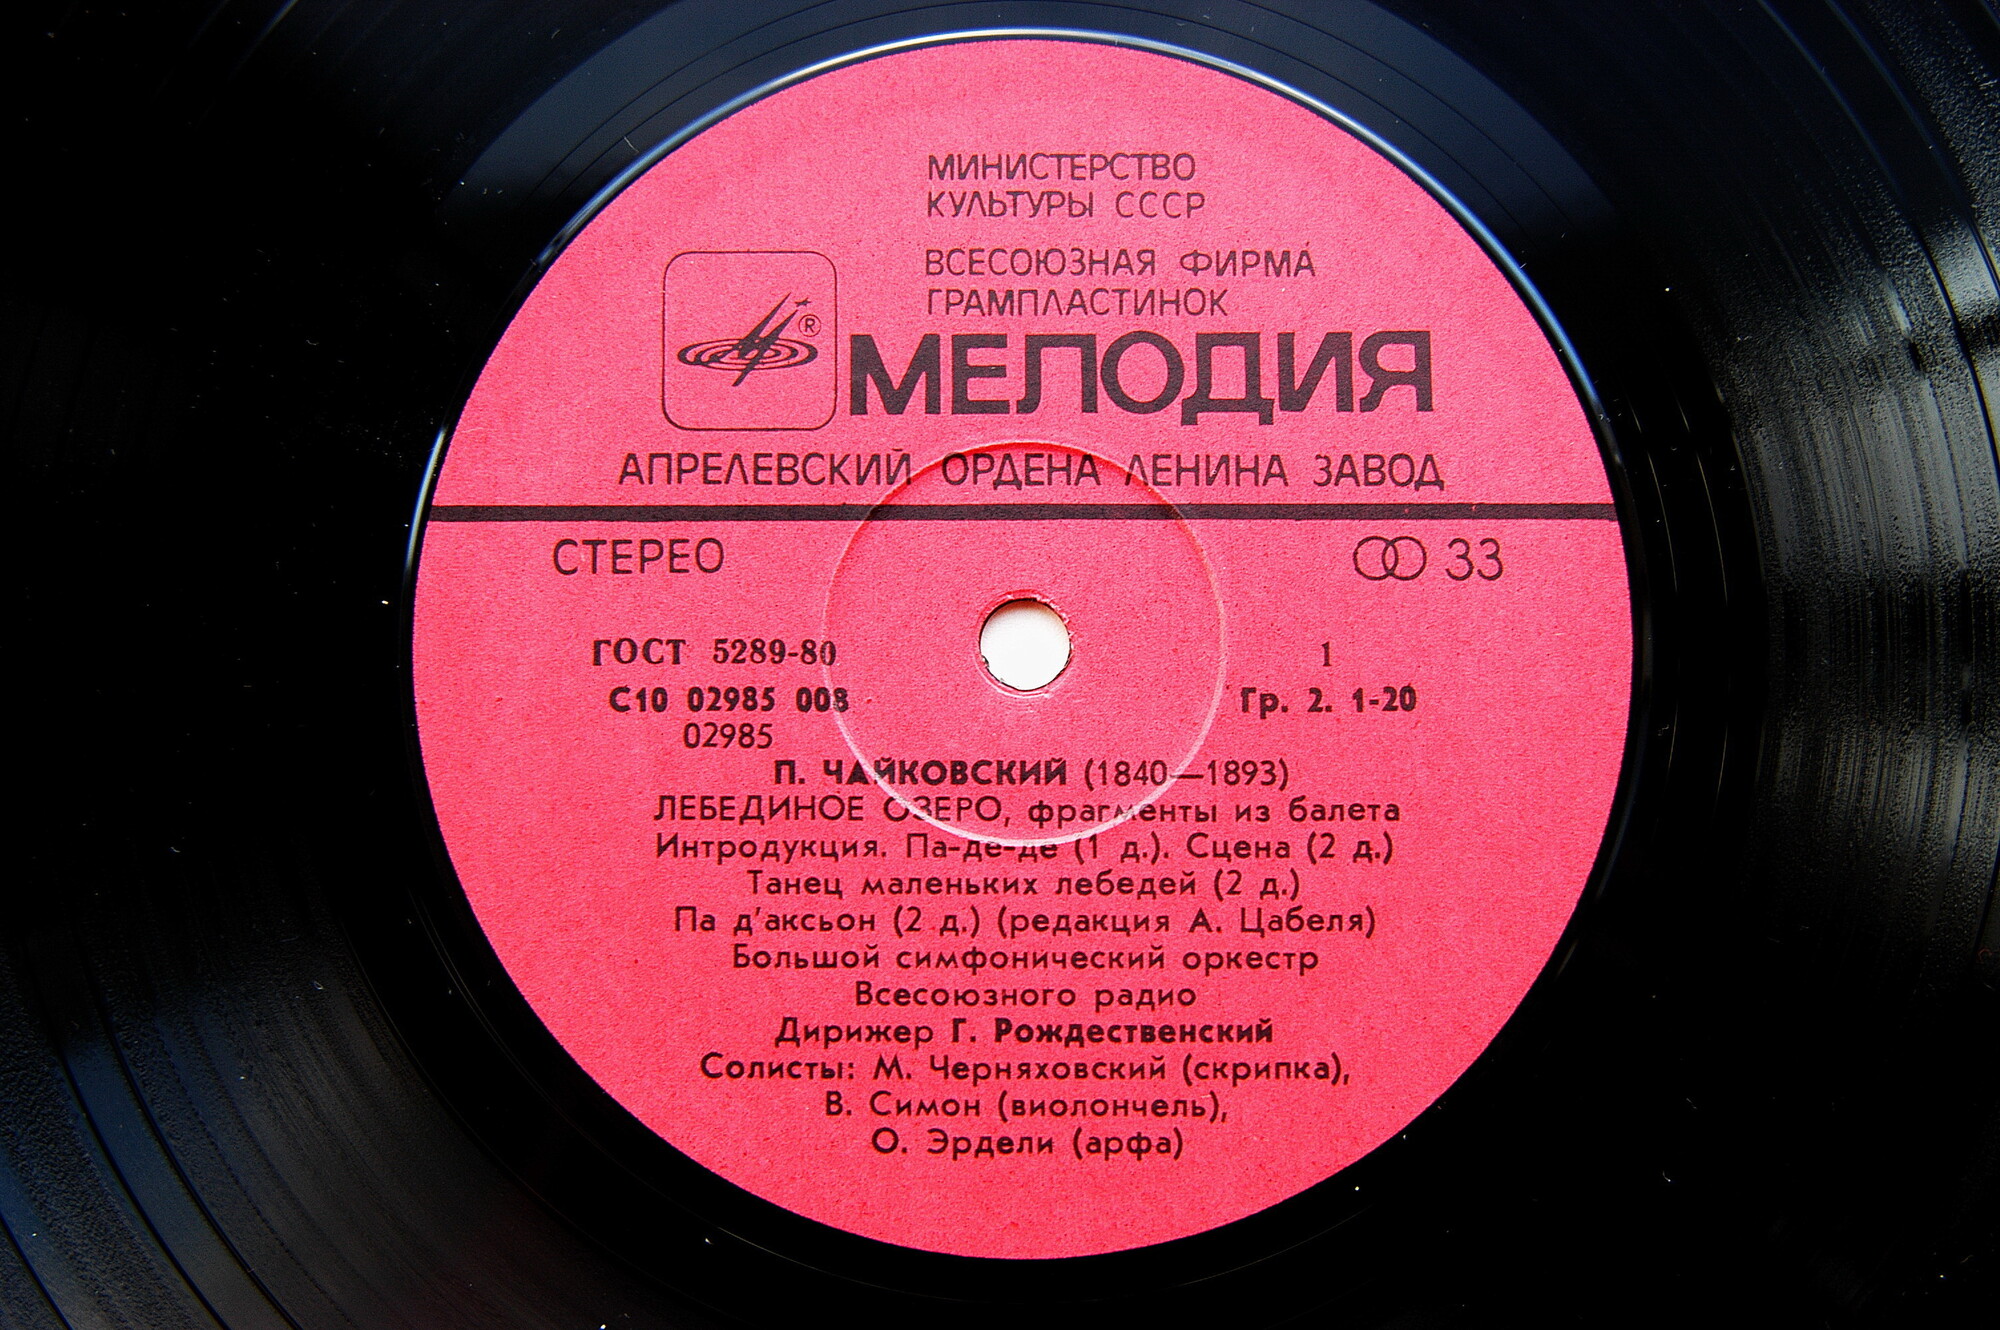 МИНИСТЕРСТВО
КУЛЬТУРЫ СССР
ВСЕСОЮЗНАЯ ФИРМА
ГРАМПЛАСТИНОК
®
МЕЛОДИЯ
АПРЕЛЕВСКИЙ ОРДЕНА ЛЕНИНА ЗАВОД
СТЕРЕО 33
ГОСТ 5289-80 1
С10 02985 008 Гр. 2. 1-20
02985
П. ЧАЙКОВСКИЙ (1840—1893)
ЛЕБЕДИНОЕ ОЗЕРО, фрагменты из балета
Интродукция. Па-де-де (1 д.). Сцена (2 д.)
Танец маленьких лебедей (2 д.)
Па д'аксьон (2 д.) (редакция А. Цабеля)
Большой симфонический оркестр
Всесоюзного радио
Дирижер Г. Рождественский
Солисты: М. Черняховский (скрипка),
В. Симон (виолончель),
О. Эрдели (арфа)